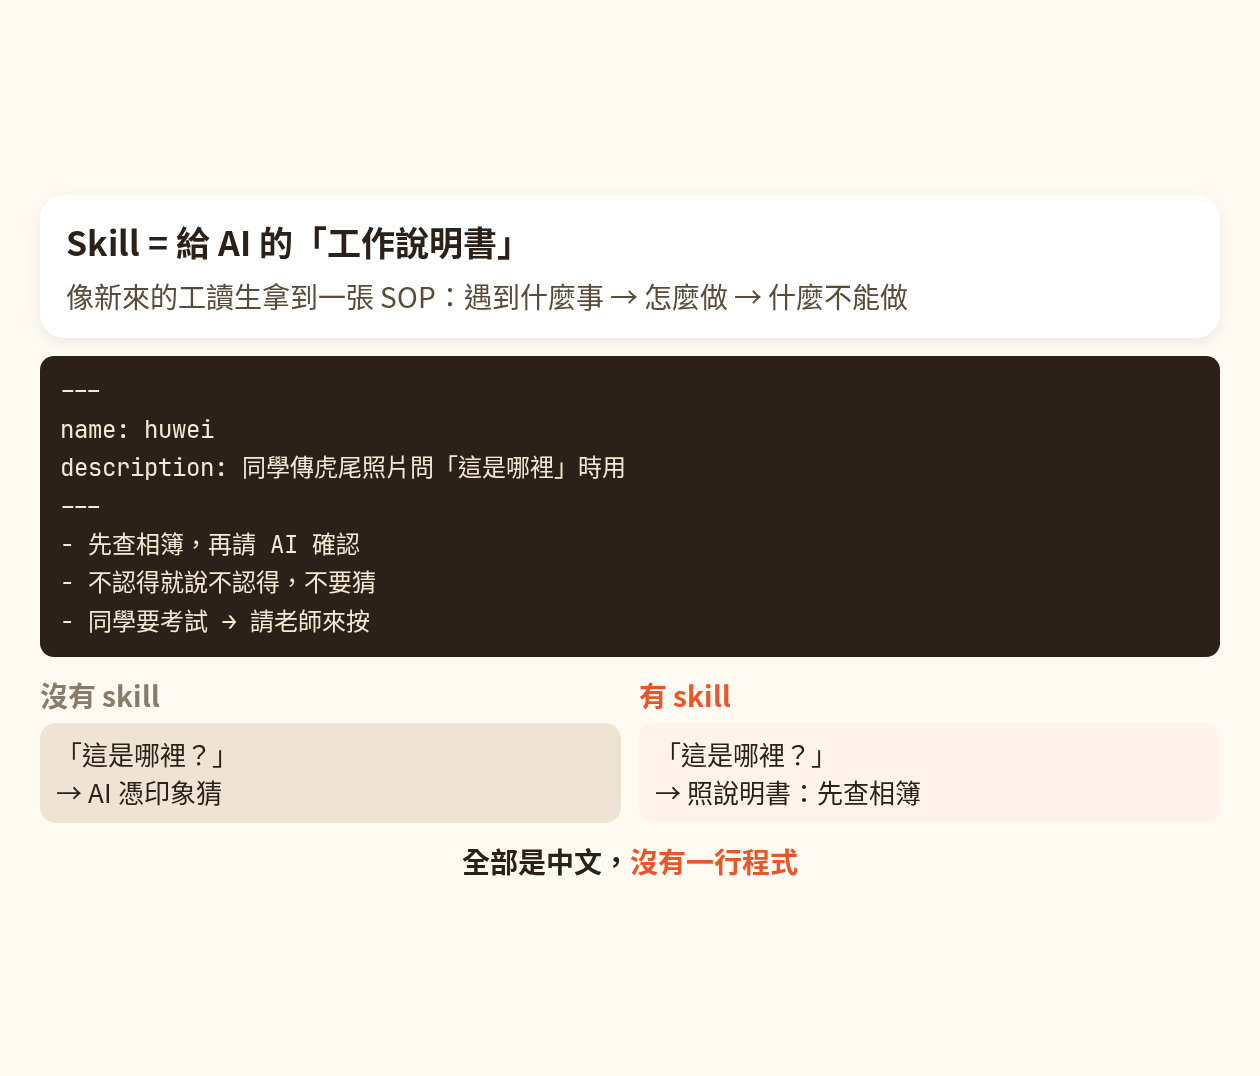 Skill = 給 AI 的「工作說明書」
像新來的工讀生拿到一張 SOP：遇到什麼事 → 怎麼做 → 什麼不能做
---
name: huwei
description: 同學傳虎尾照片問「這是哪裡」時用
---
- 先查相簿，再請 AI 確認
- 不認得就說不認得，不要猜
- 同學要考試 → 請老師來按
沒有 skill
「這是哪裡？」
→ AI 憑印象猜
有 skill
「這是哪裡？」
→ 照說明書：先查相簿
全部是中文，沒有一行程式